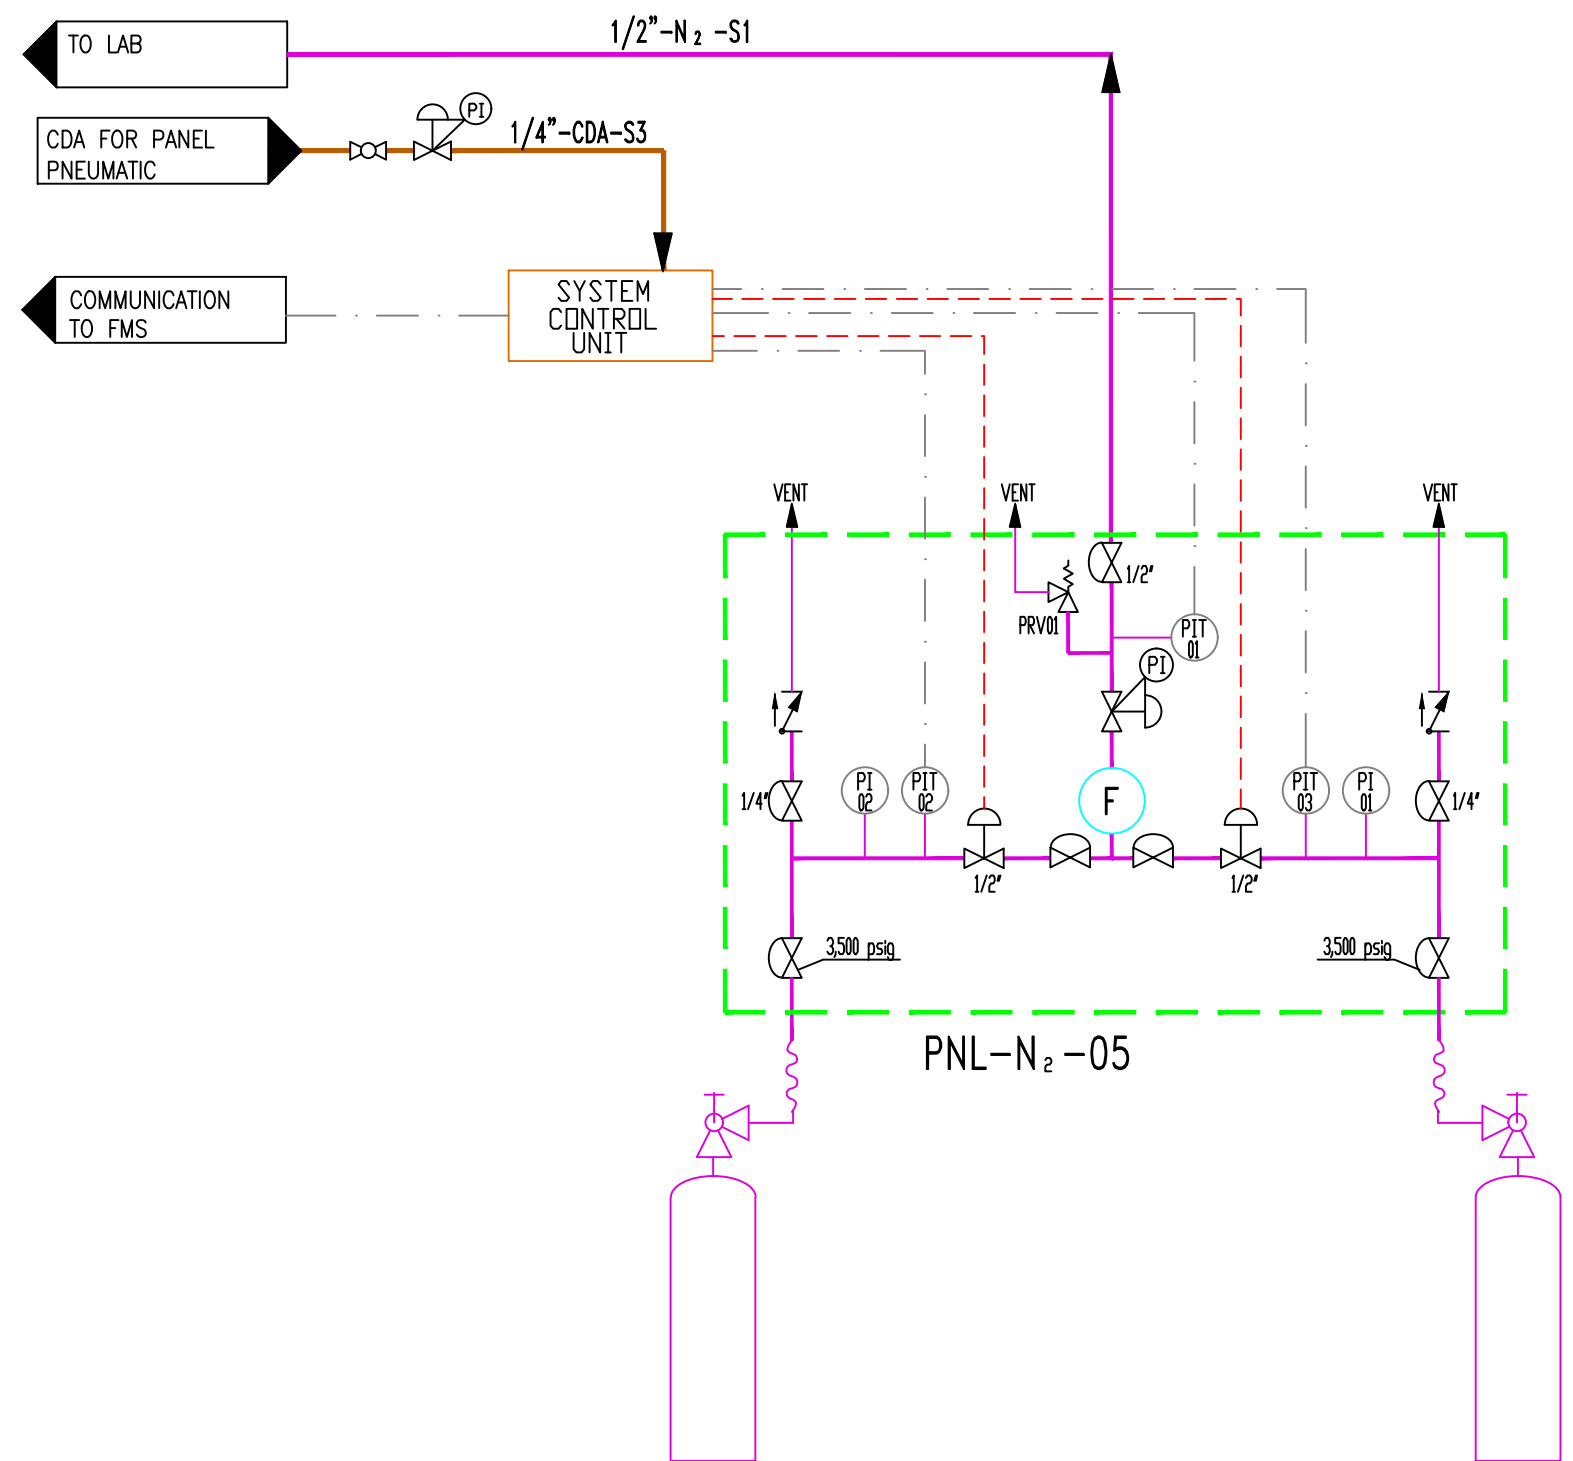 1/2"-N₂ -S1
TO LAB
PI
1/4"-CDA-S3
CDA FOR PANEL
PNEUMATIC
SYSTEM
CONTROL
UNIT
COMMUNICATION
TO FMS
VENT
VENT
VENT
1/2"
PRV01
PIT
01
PI
PI
02
PIT
02
F
PIT
03
PI
01
1/4"
1/4"
1/2"
1/2"
3,500 psig
3,500 psig
PNL-N₂-05